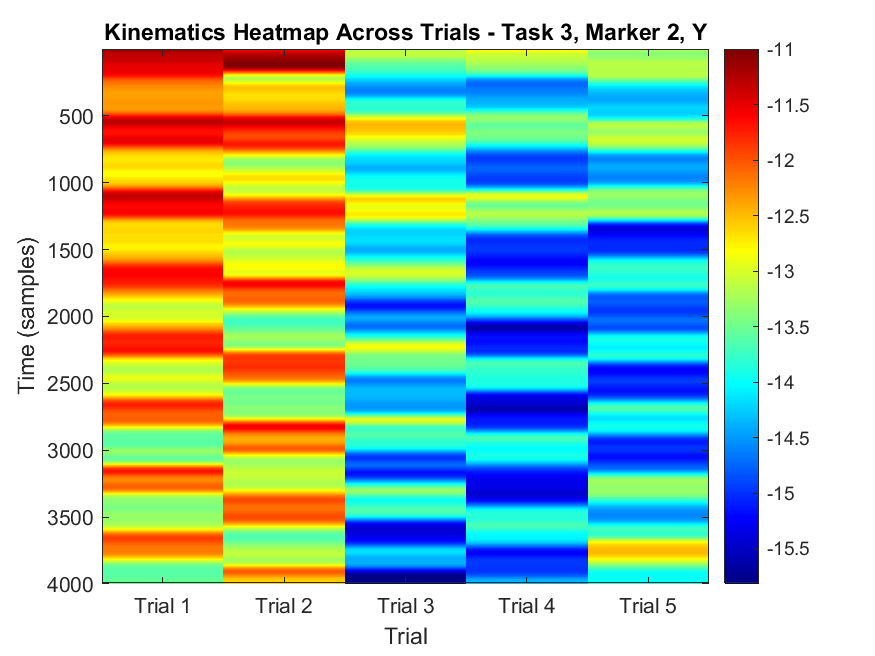 Kinematics Heatmap Across Trials - Task 3, Marker 2, Y
500
1000
1500
2000
2500
3000
3500
4000
Time (samples)
Trial 1
Trial 2
Trial 3
Trial 4
Trial 5
Trial
-11
-11.5
-12
-12.5
-13
-13.5
-14
-14.5
-15
-15.5